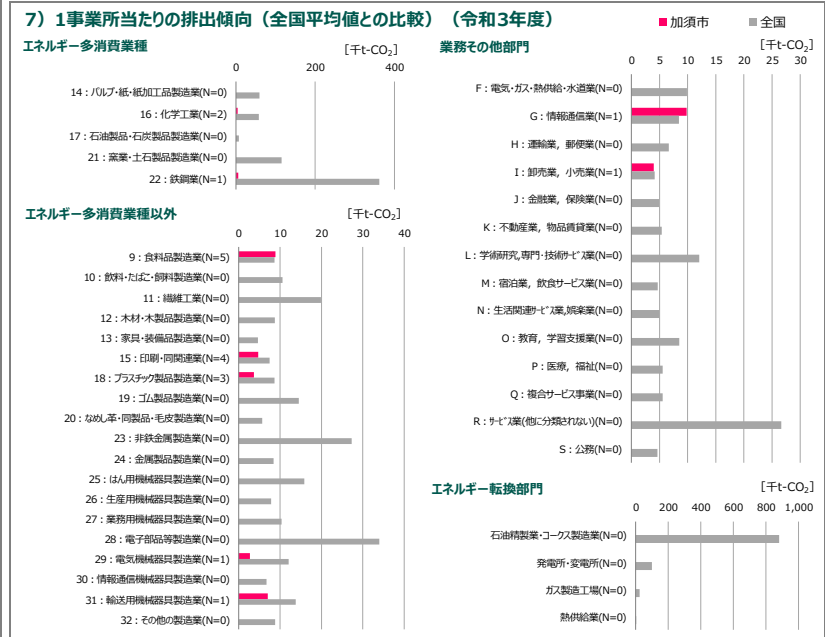 7）1事業所当たりの排出傾向（全国平均値との比較）（令和3年度）
■加須市 ■全国
エネルギー多消費業種
［千t-CO₂］
0 200 400
14：パルプ・紙・紙加工品製造業(N=0)
16：化学工業(N=2)
17：石油製品・石炭製品製造業(N=0)
21：窯業・土石製品製造業(N=0)
22：鉄鋼業(N=1)
エネルギー多消費業種以外
［千t-CO₂］
0 10 20 30 40
9：食料品製造業(N=5)
10：飲料・たばこ・飼料製造業(N=0)
11：繊維工業(N=0)
12：木材・木製品製造業(N=0)
13：家具・装備品製造業(N=0)
15：印刷・同関連業(N=4)
18：プラスチック製品製造業(N=3)
19：ゴム製品製造業(N=0)
20：なめし革・同製品・毛皮製造業(N=0)
23：非鉄金属製造業(N=0)
24：金属製品製造業(N=0)
25：はん用機械器具製造業(N=0)
26：生産用機械器具製造業(N=0)
27：業務用機械器具製造業(N=0)
28：電子部品等製造業(N=0)
29：電気機械器具製造業(N=1)
30：情報通信機械器具製造業(N=0)
31：輸送用機械器具製造業(N=1)
32：その他の製造業(N=0)
業務その他部門
［千t-CO₂］
0 5 10 15 20 25 30
F：電気・ガス・熱供給・水道業(N=0)
G：情報通信業(N=1)
H：運輸業，郵便業(N=0)
I：卸売業，小売業(N=1)
J：金融業，保険業(N=0)
K：不動産業，物品賃貸業(N=0)
L：学術研究,専門・技術ｻｰﾋﾞｽ業(N=0)
M：宿泊業，飲食サービス業(N=0)
N：生活関連ｻｰﾋﾞｽ業,娯楽業(N=0)
O：教育，学習支援業(N=0)
P：医療，福祉(N=0)
Q：複合サービス事業(N=0)
R：ｻｰﾋﾞｽ業(他に分類されない)(N=0)
S：公務(N=0)
エネルギー転換部門
［千t-CO₂］
0 200 400 600 800 1,000
石油精製業・コークス製造業(N=0)
発電所・変電所(N=0)
ガス製造工場(N=0)
熱供給業(N=0)